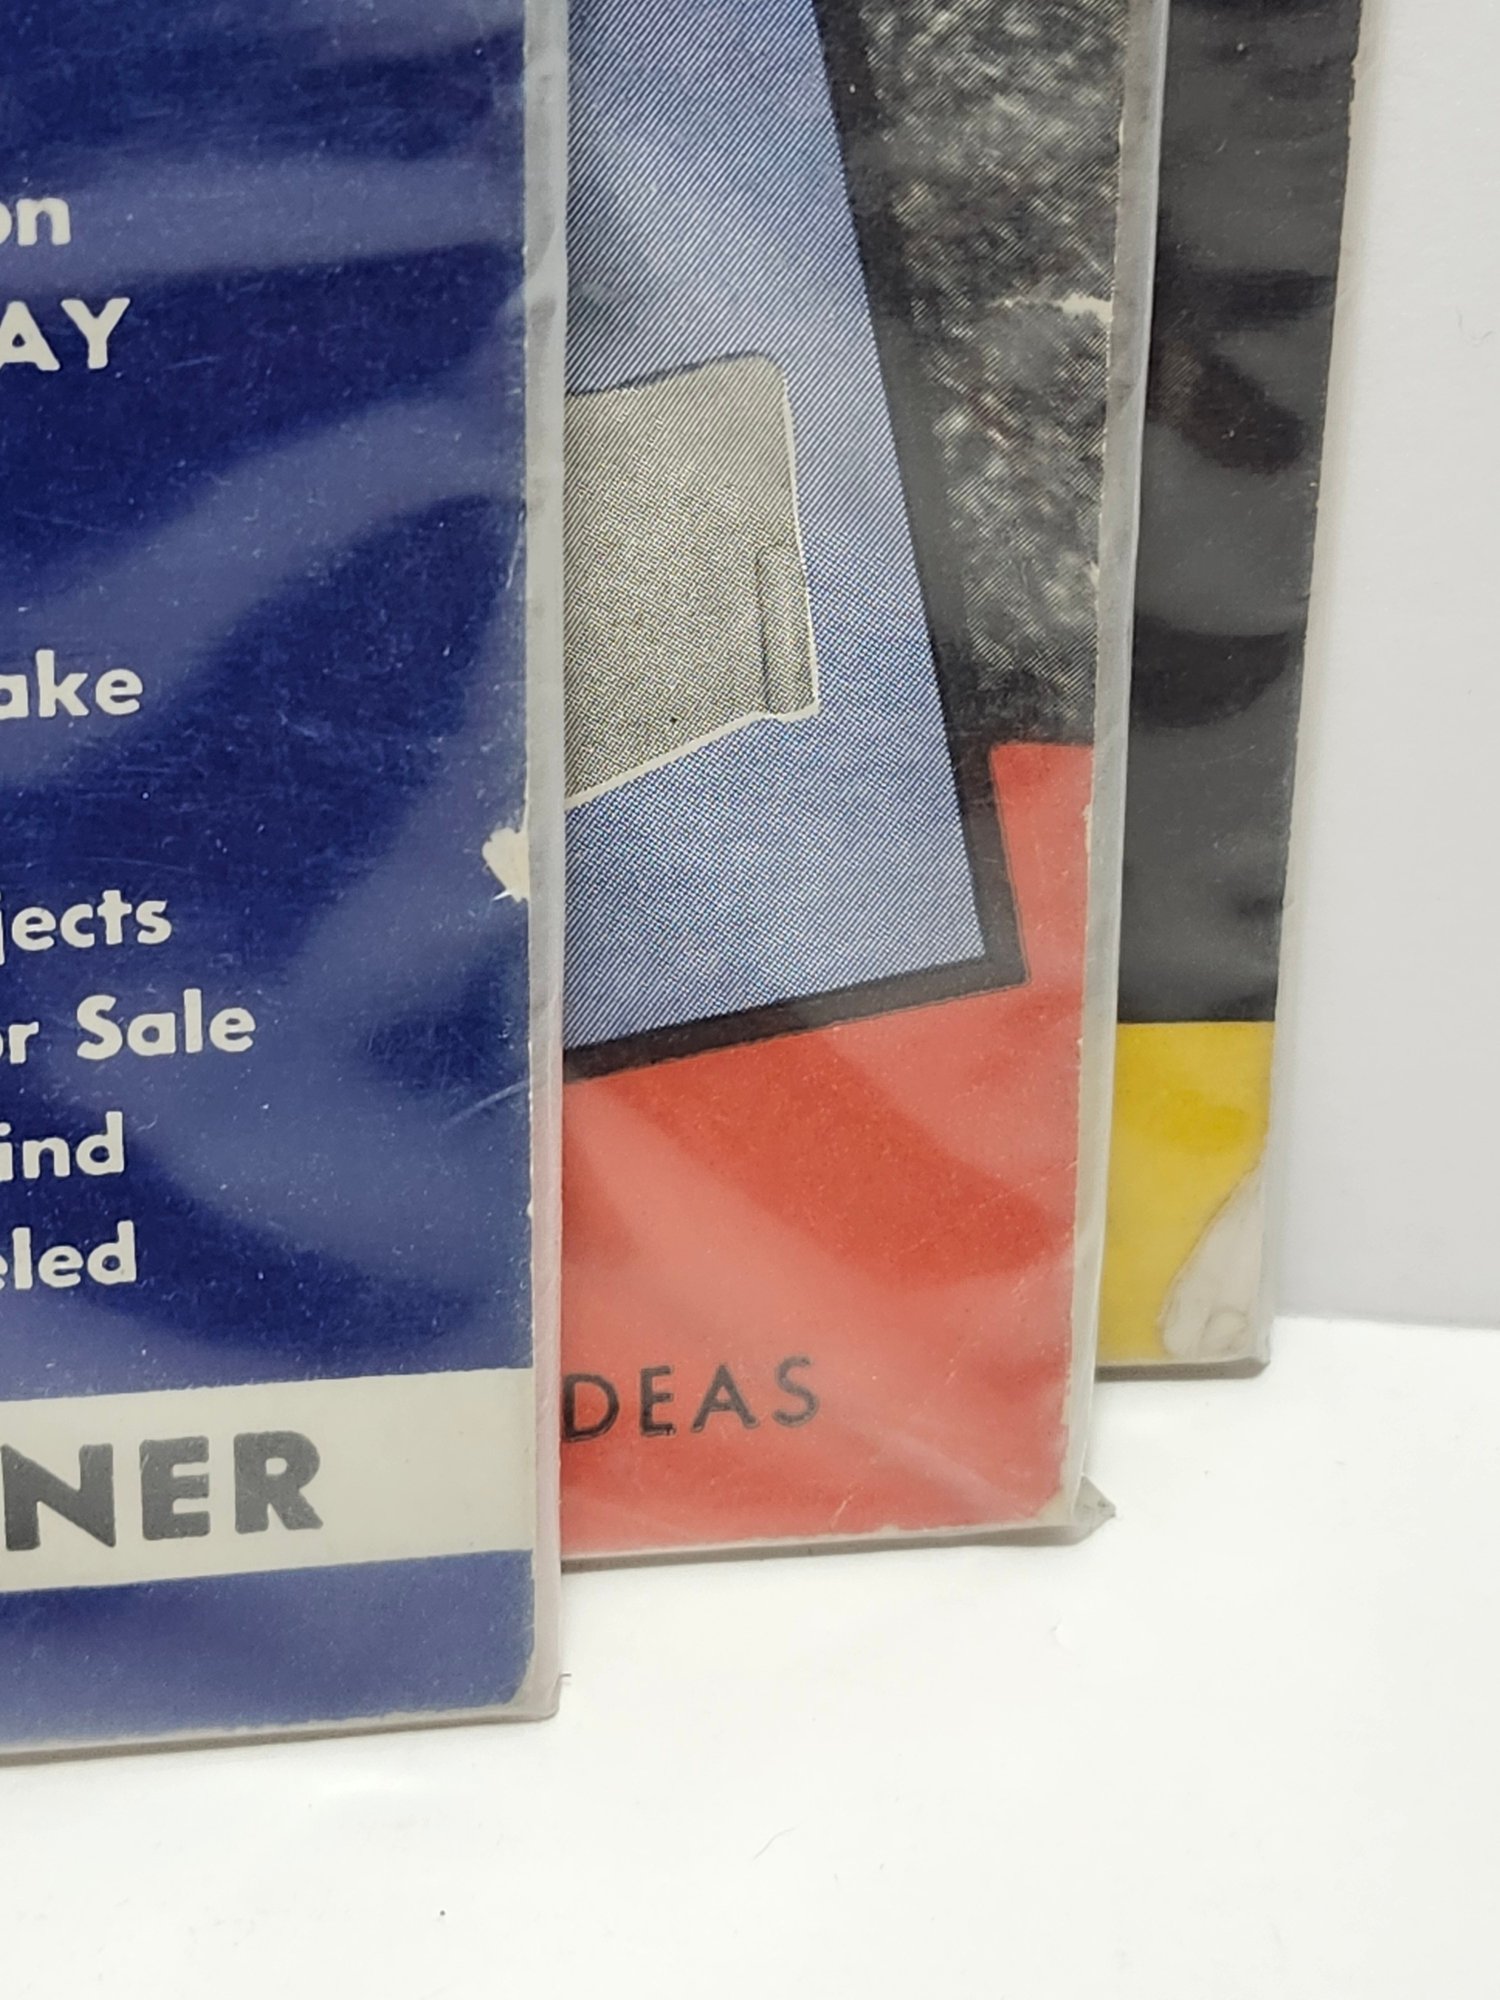 on
AY
ake
jects
or Sale
ind
eled
NER
DEAS